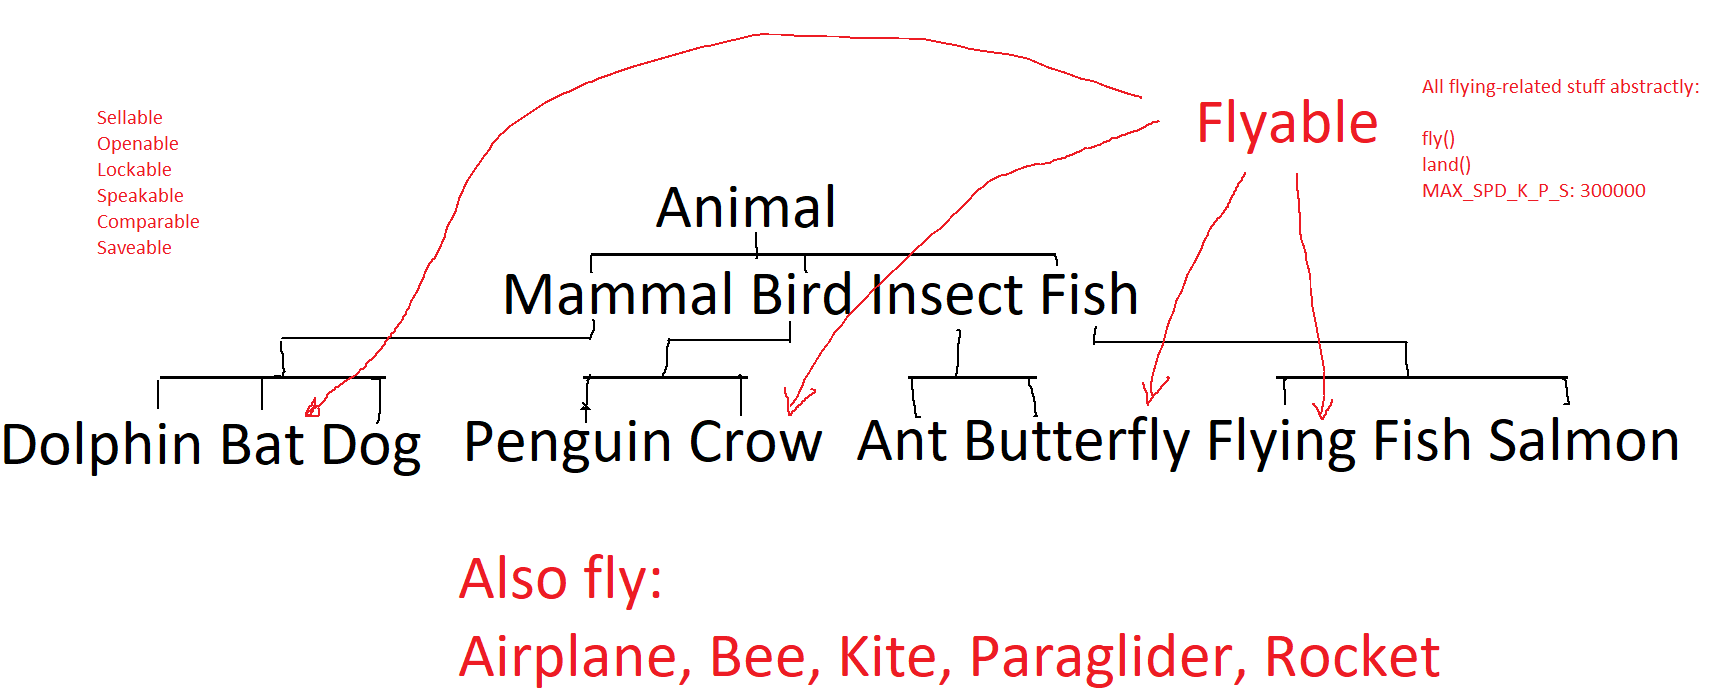 All flying-related stuff abstractly:
Flyable
fly()
land()
MAX_SPD_K_P_S: 300000
Sellable
Openable
Lockable
Speakable
Comparable
Saveable
Animal
Mammal Bird Insect Fish
Dolphin Bat Dog Penguin Crow Ant Butterfly Flying Fish Salmon
Also fly:
Airplane, Bee, Kite, Paraglider, Rocket